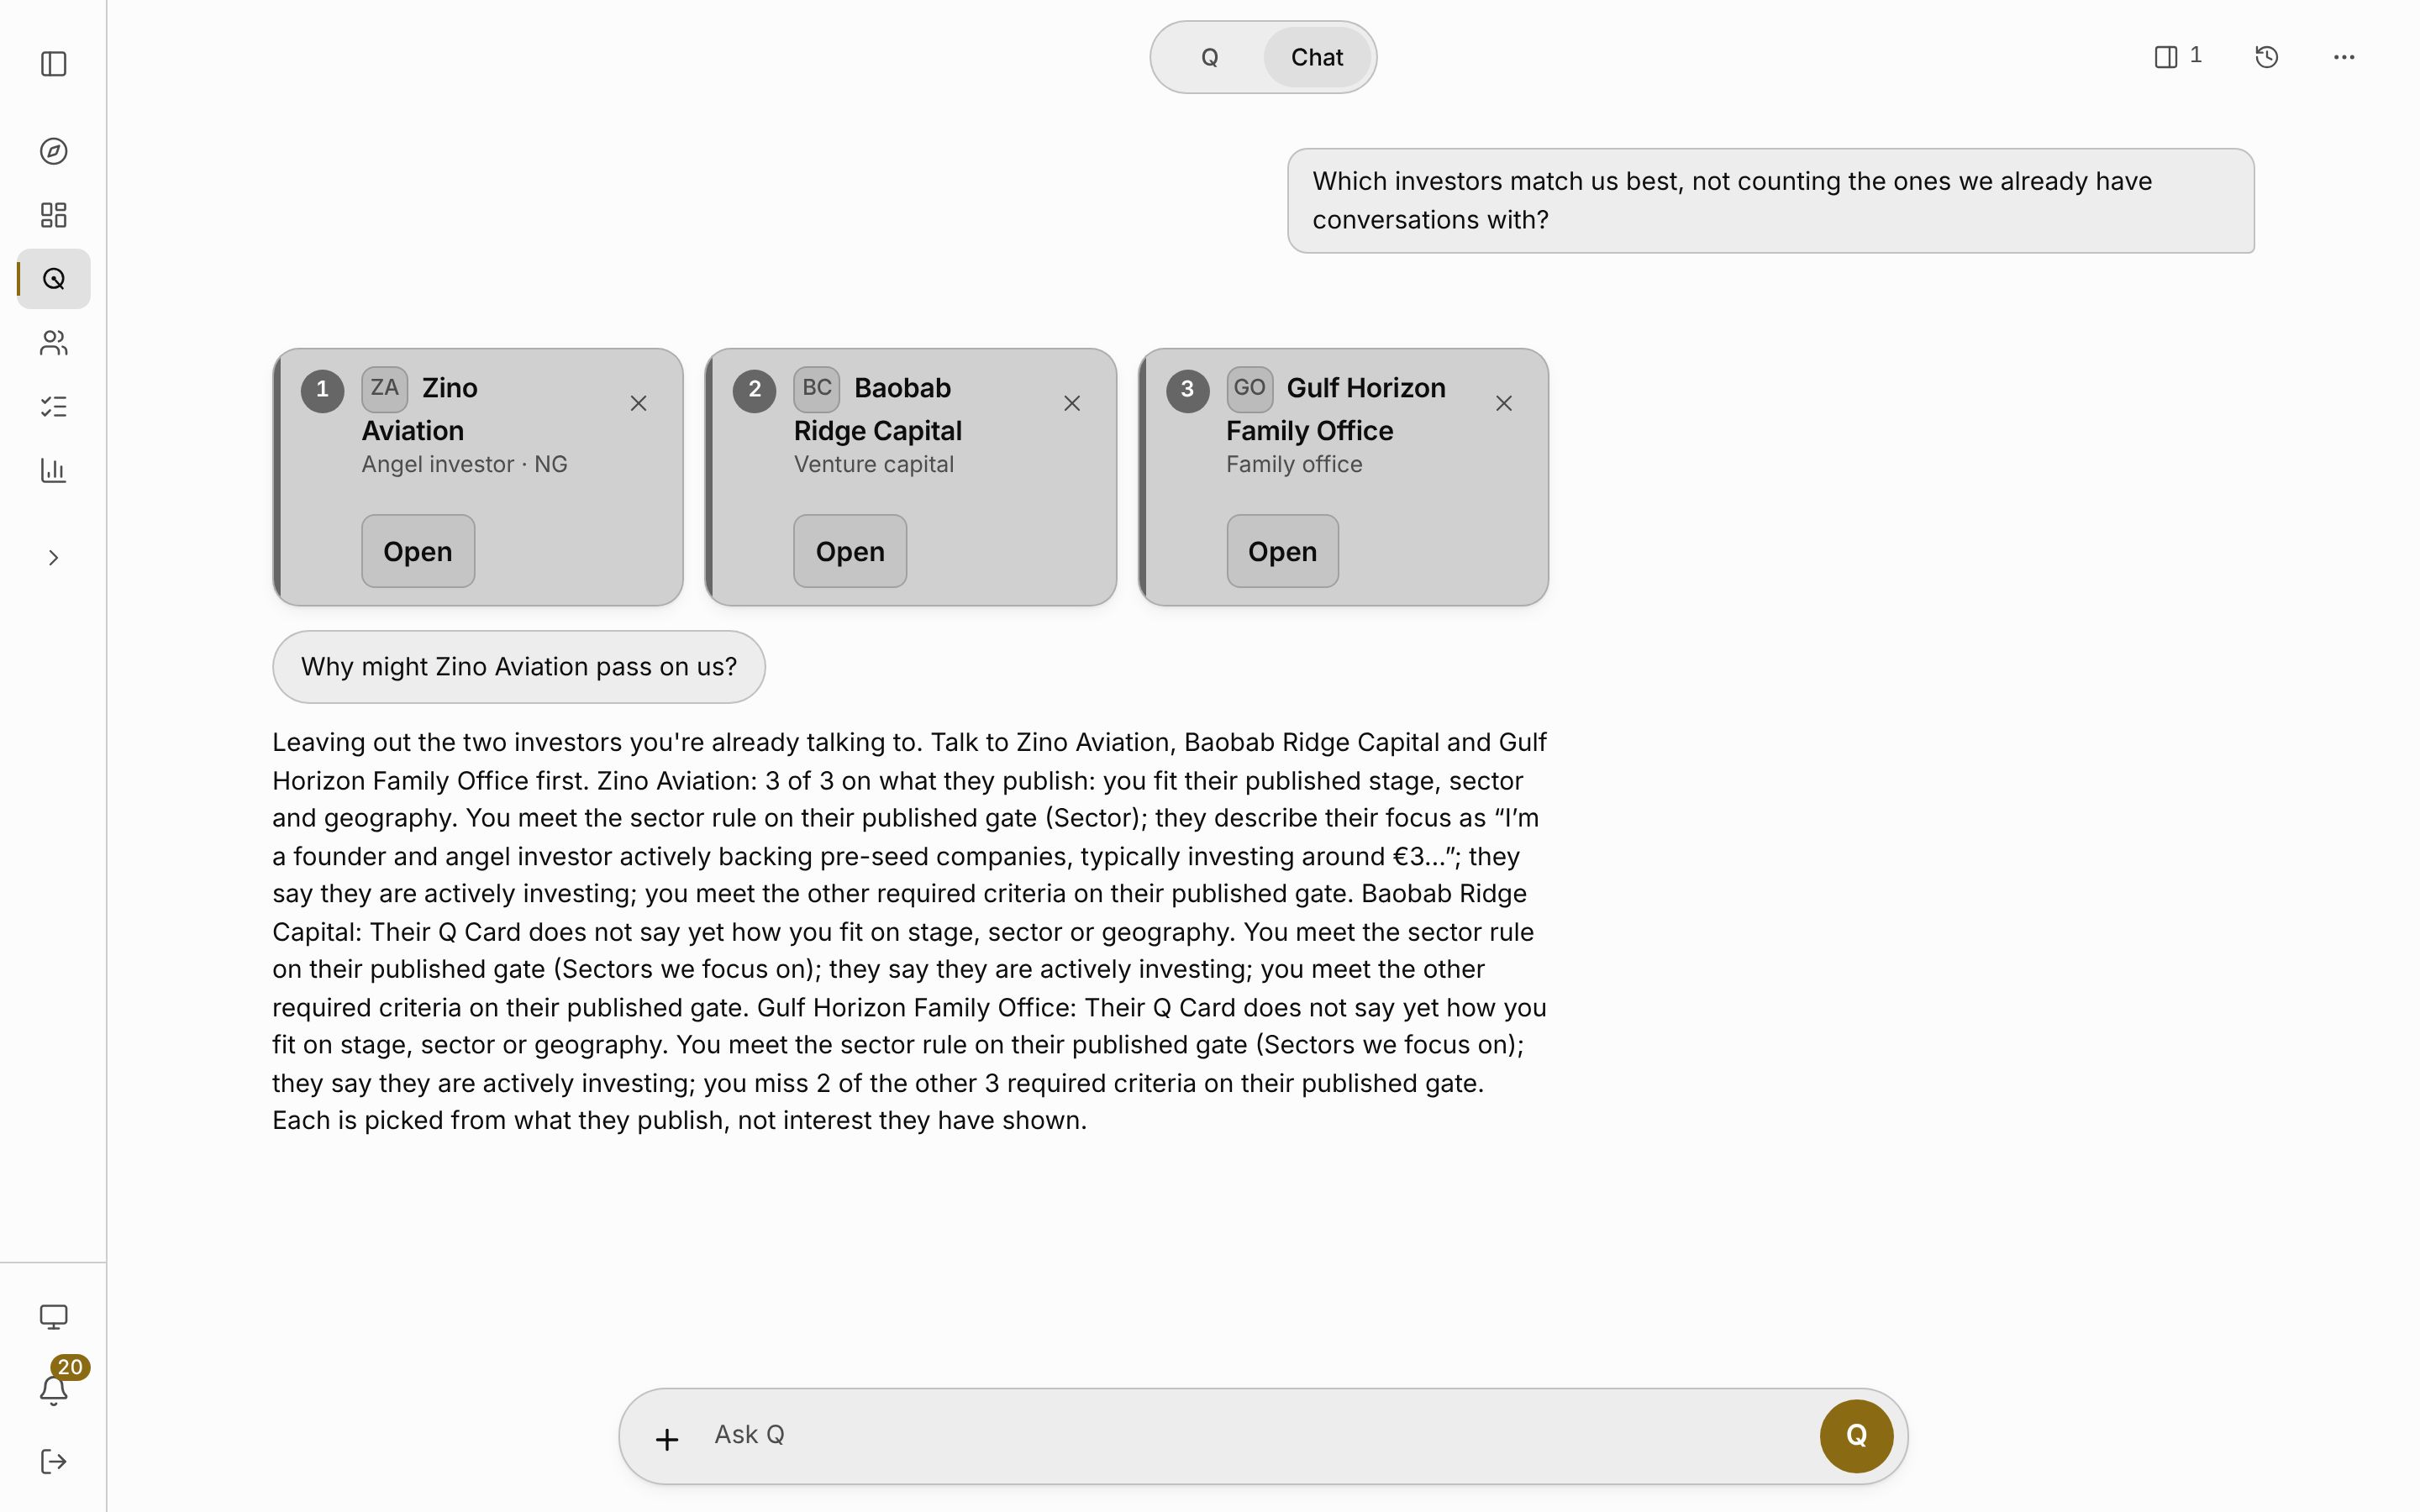 Q
Chat
1
Which investors match us best, not counting the ones we already have
conversations with?
1
ZA Zino
Aviation
Angel investor · NG
Open
2
BC Baobab
Ridge Capital
Venture capital
Open
3
GO Gulf Horizon
Family Office
Family office
Open
Why might Zino Aviation pass on us?
Leaving out the two investors you're already talking to. Talk to Zino Aviation, Baobab Ridge Capital and Gulf
Horizon Family Office first. Zino Aviation: 3 of 3 on what they publish: you fit their published stage, sector
and geography. You meet the sector rule on their published gate (Sector); they describe their focus as “I’m
a founder and angel investor actively backing pre-seed companies, typically investing around €3…”; they
say they are actively investing; you meet the other required criteria on their published gate. Baobab Ridge
Capital: Their Q Card does not say yet how you fit on stage, sector or geography. You meet the sector rule
on their published gate (Sectors we focus on); they say they are actively investing; you meet the other
required criteria on their published gate. Gulf Horizon Family Office: Their Q Card does not say yet how you
fit on stage, sector or geography. You meet the sector rule on their published gate (Sectors we focus on);
they say they are actively investing; you miss 2 of the other 3 required criteria on their published gate.
Each is picked from what they publish, not interest they have shown.
20
Ask Q
Q